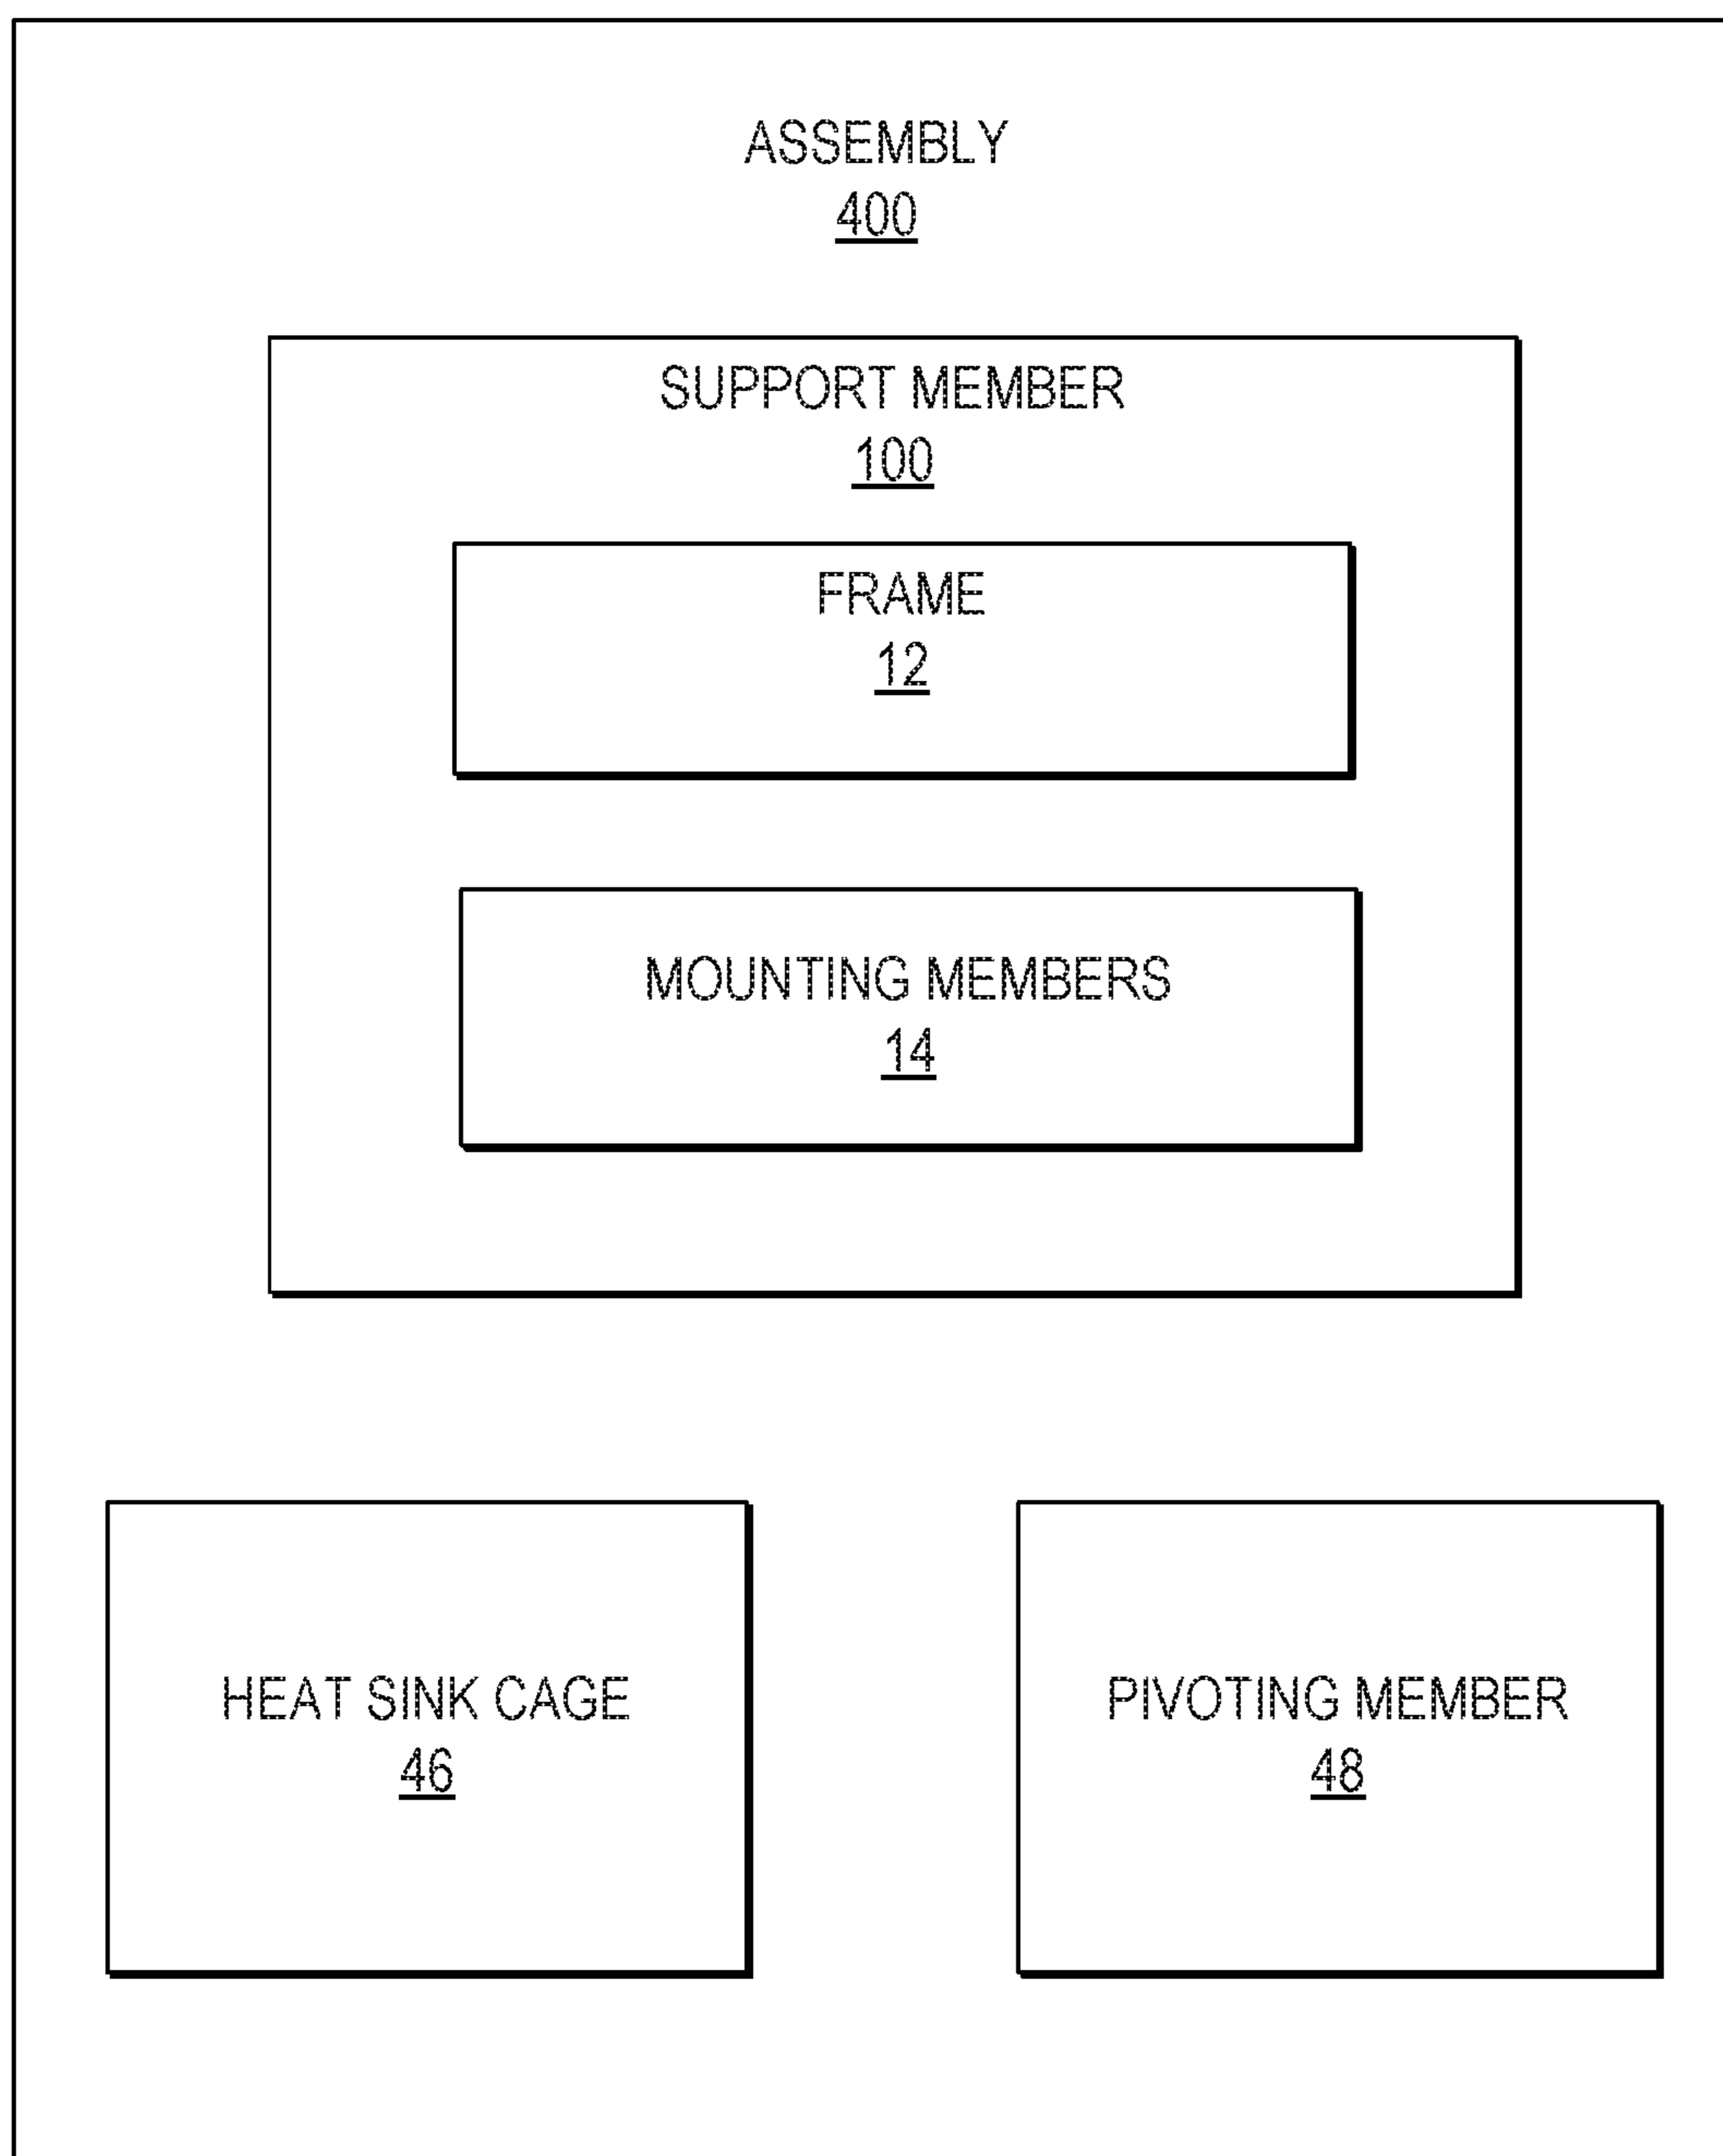 ASSEMBLY
400
SUPPORT MEMBER
100
FRAME
12
MOUNTING MEMBERS
14
HEAT SINK CAGE
46
PIVOTING MEMBER
48